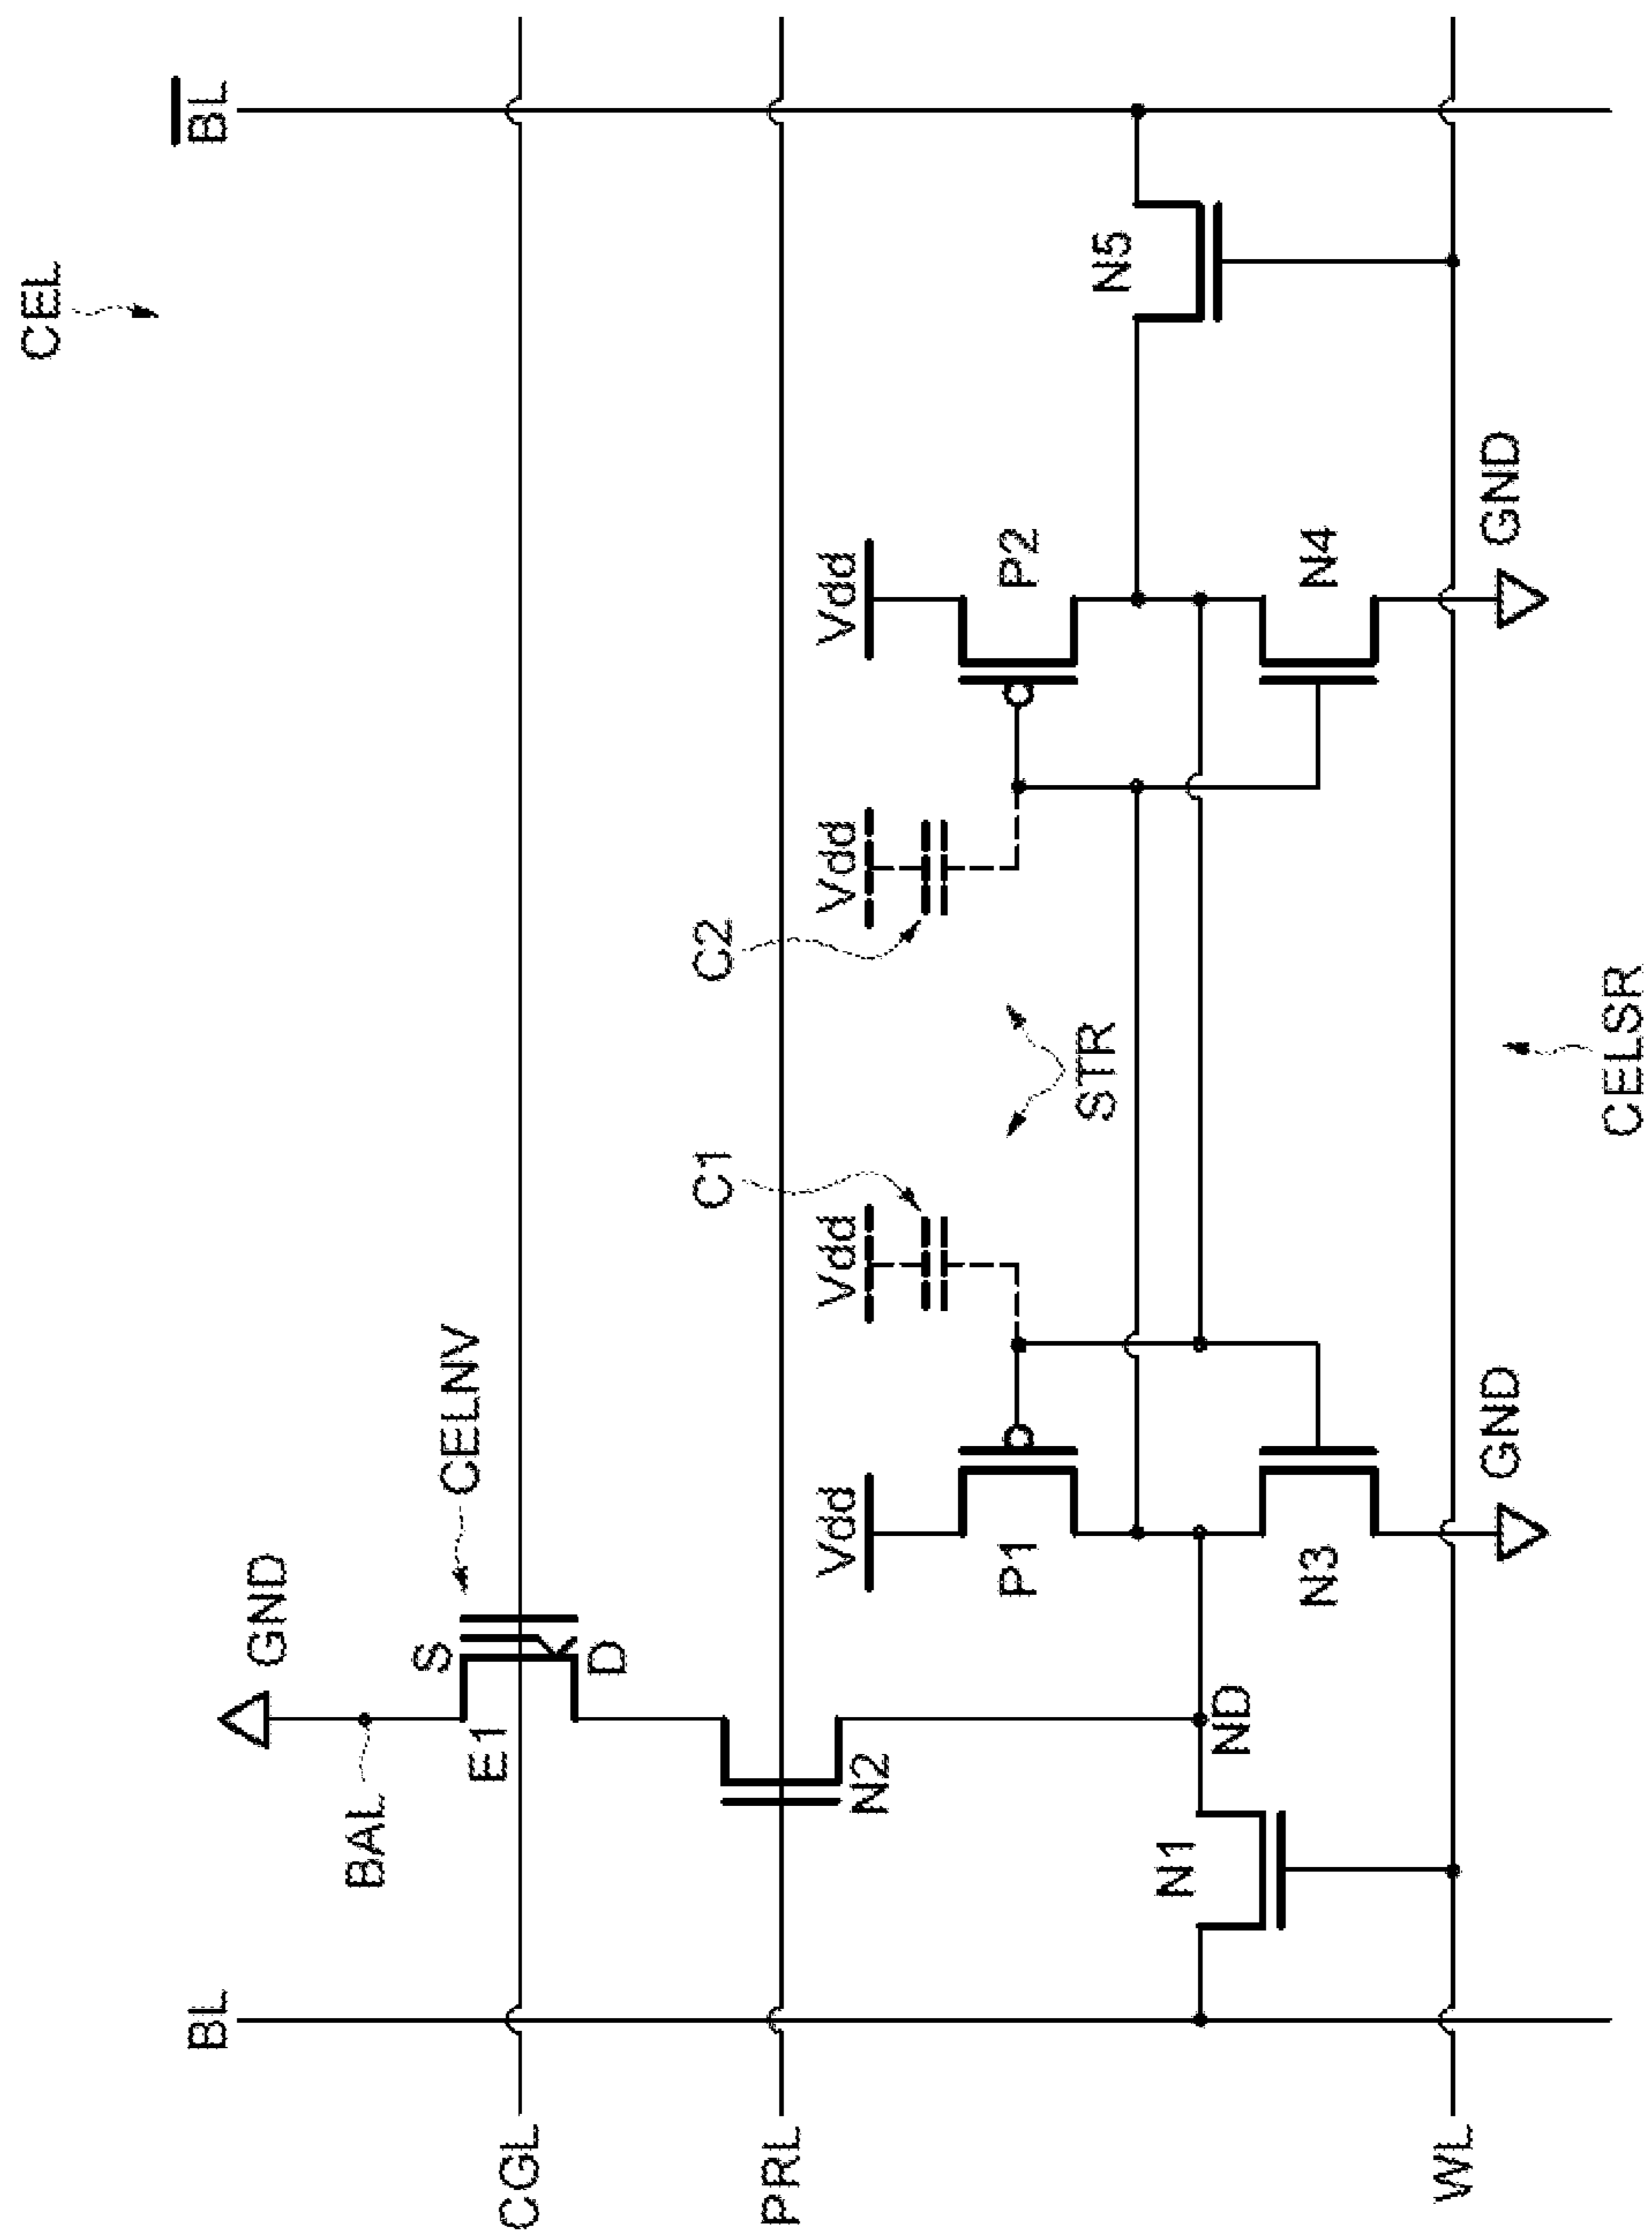 CEL
BL
BL
GND
CELNV
BAL
S
E1
D
CGL
C1
C2
PRL
N2
Vdd
Vdd
Vdd
Vdd
P1
P2
STR
N5
N1
ND
N3
N4
GND
GND
WL
CELSR